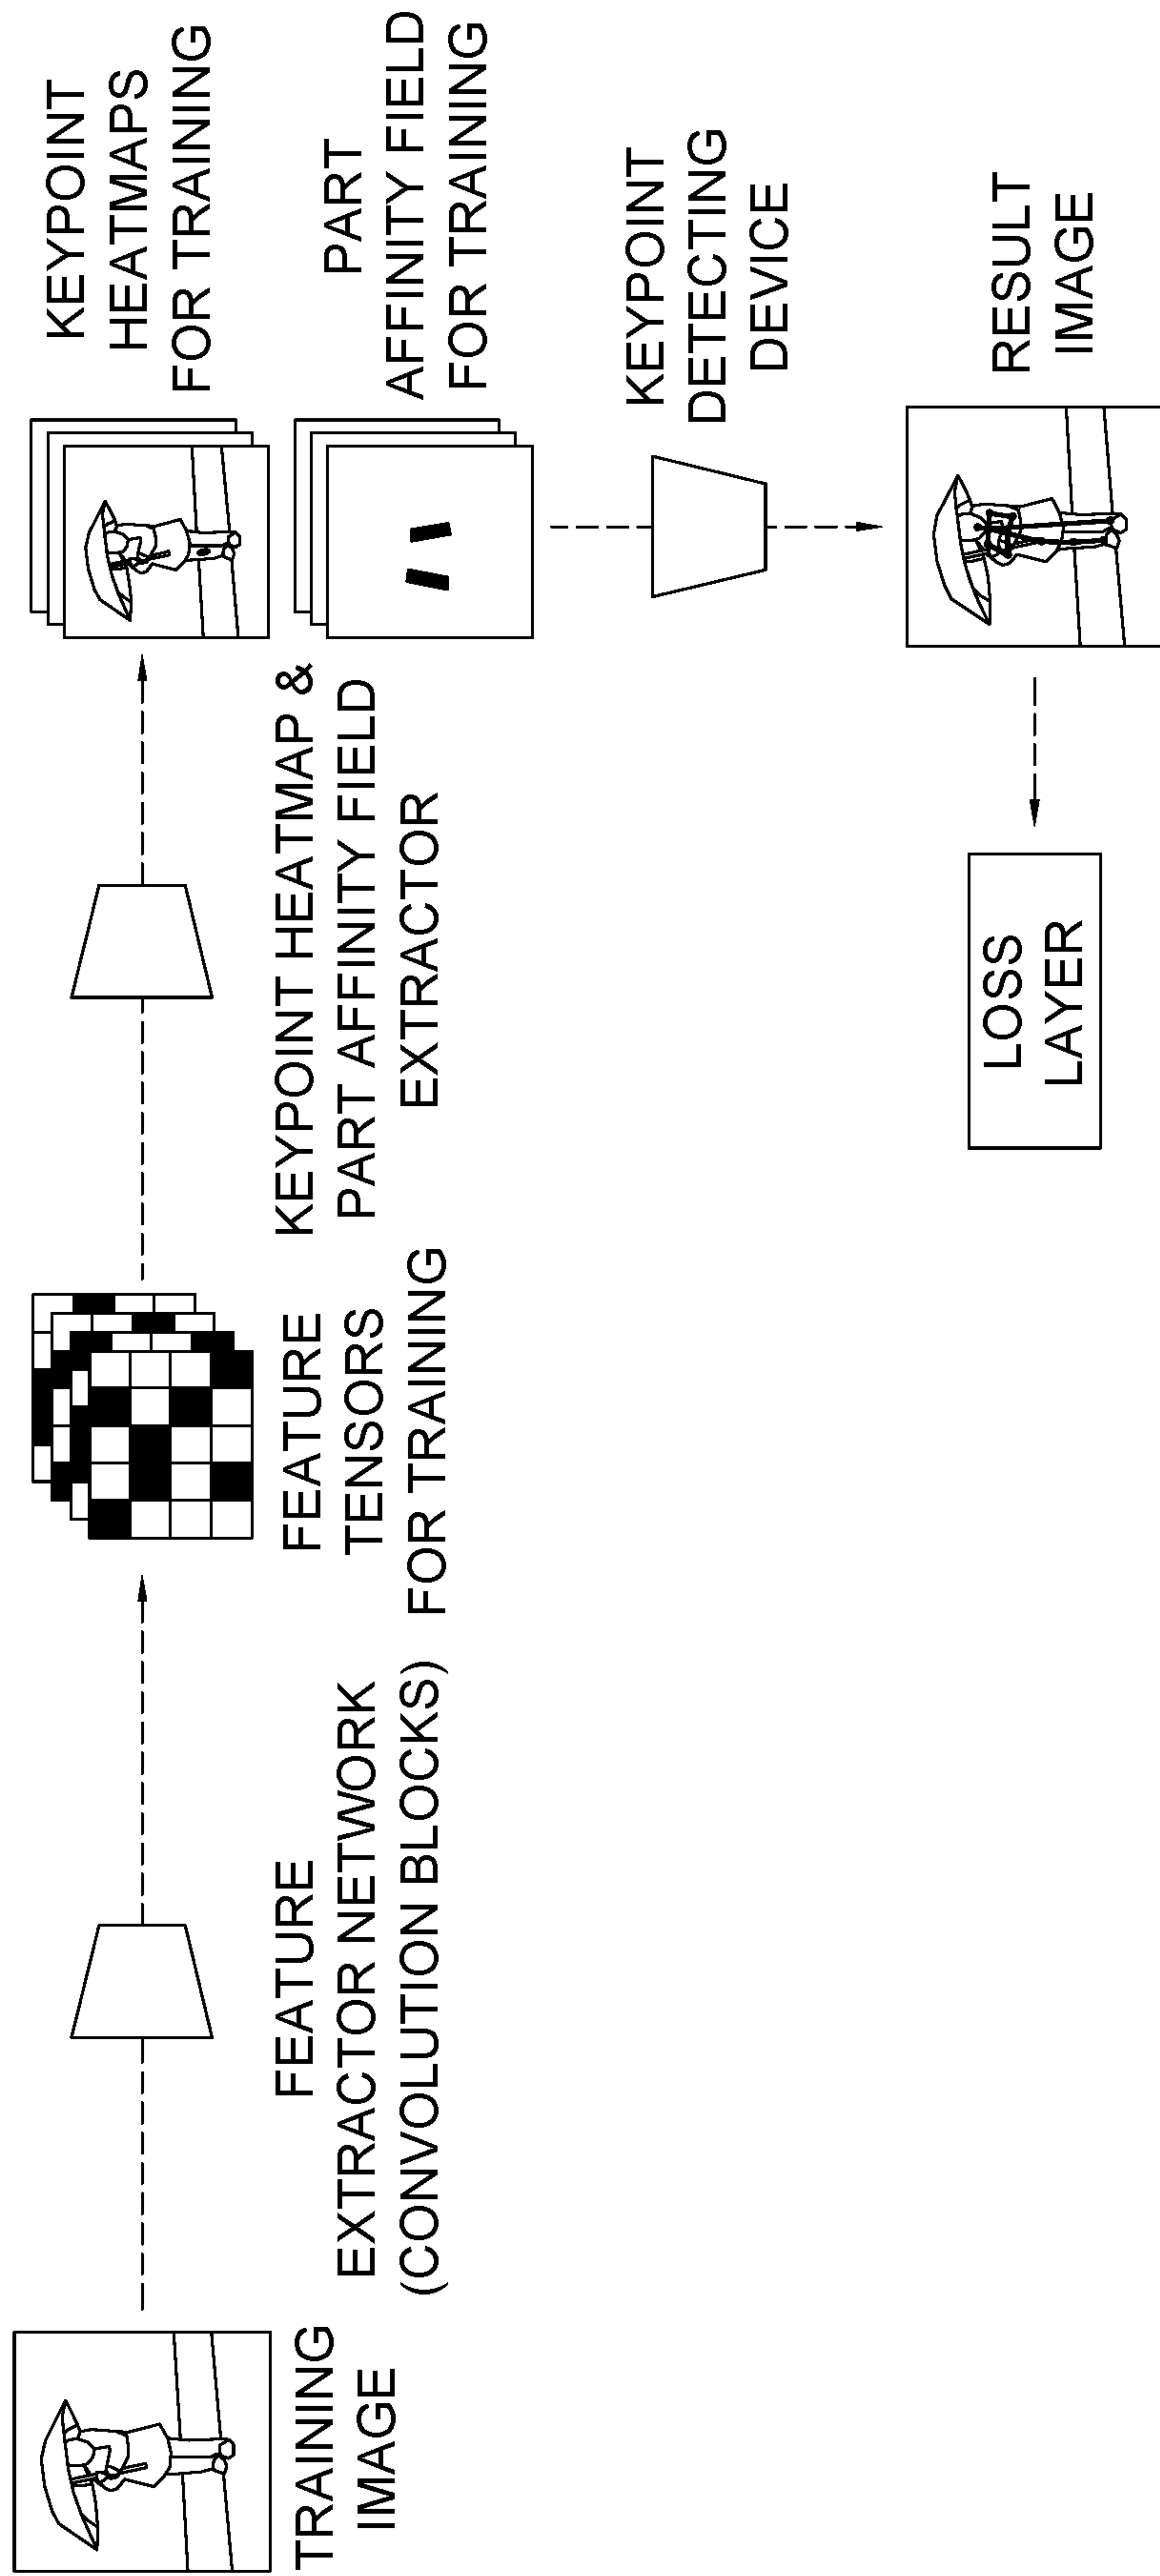 TRAINING
IMAGE
FEATURE
EXTRACTOR NETWORK
(CONVOLUTION BLOCKS)
FEATURE
TENSORS
FOR TRAINING
KEYPOINT HEATMAP &
PART AFFINITY FIELD
EXTRACTOR
KEYPOINT
HEATMAPS
FOR TRAINING
PART
AFFINITY FIELD
FOR TRAINING
KEYPOINT
DETECTING
DEVICE
RESULT
IMAGE
LOSS
LAYER